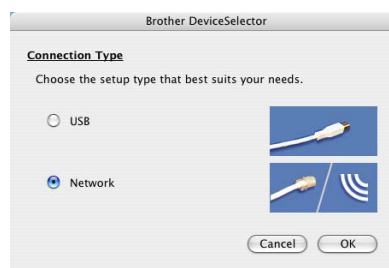 Brother DeviceSelector
Connection Type
Choose the setup type that best suits your needs.
USB
Network
Cancel OK